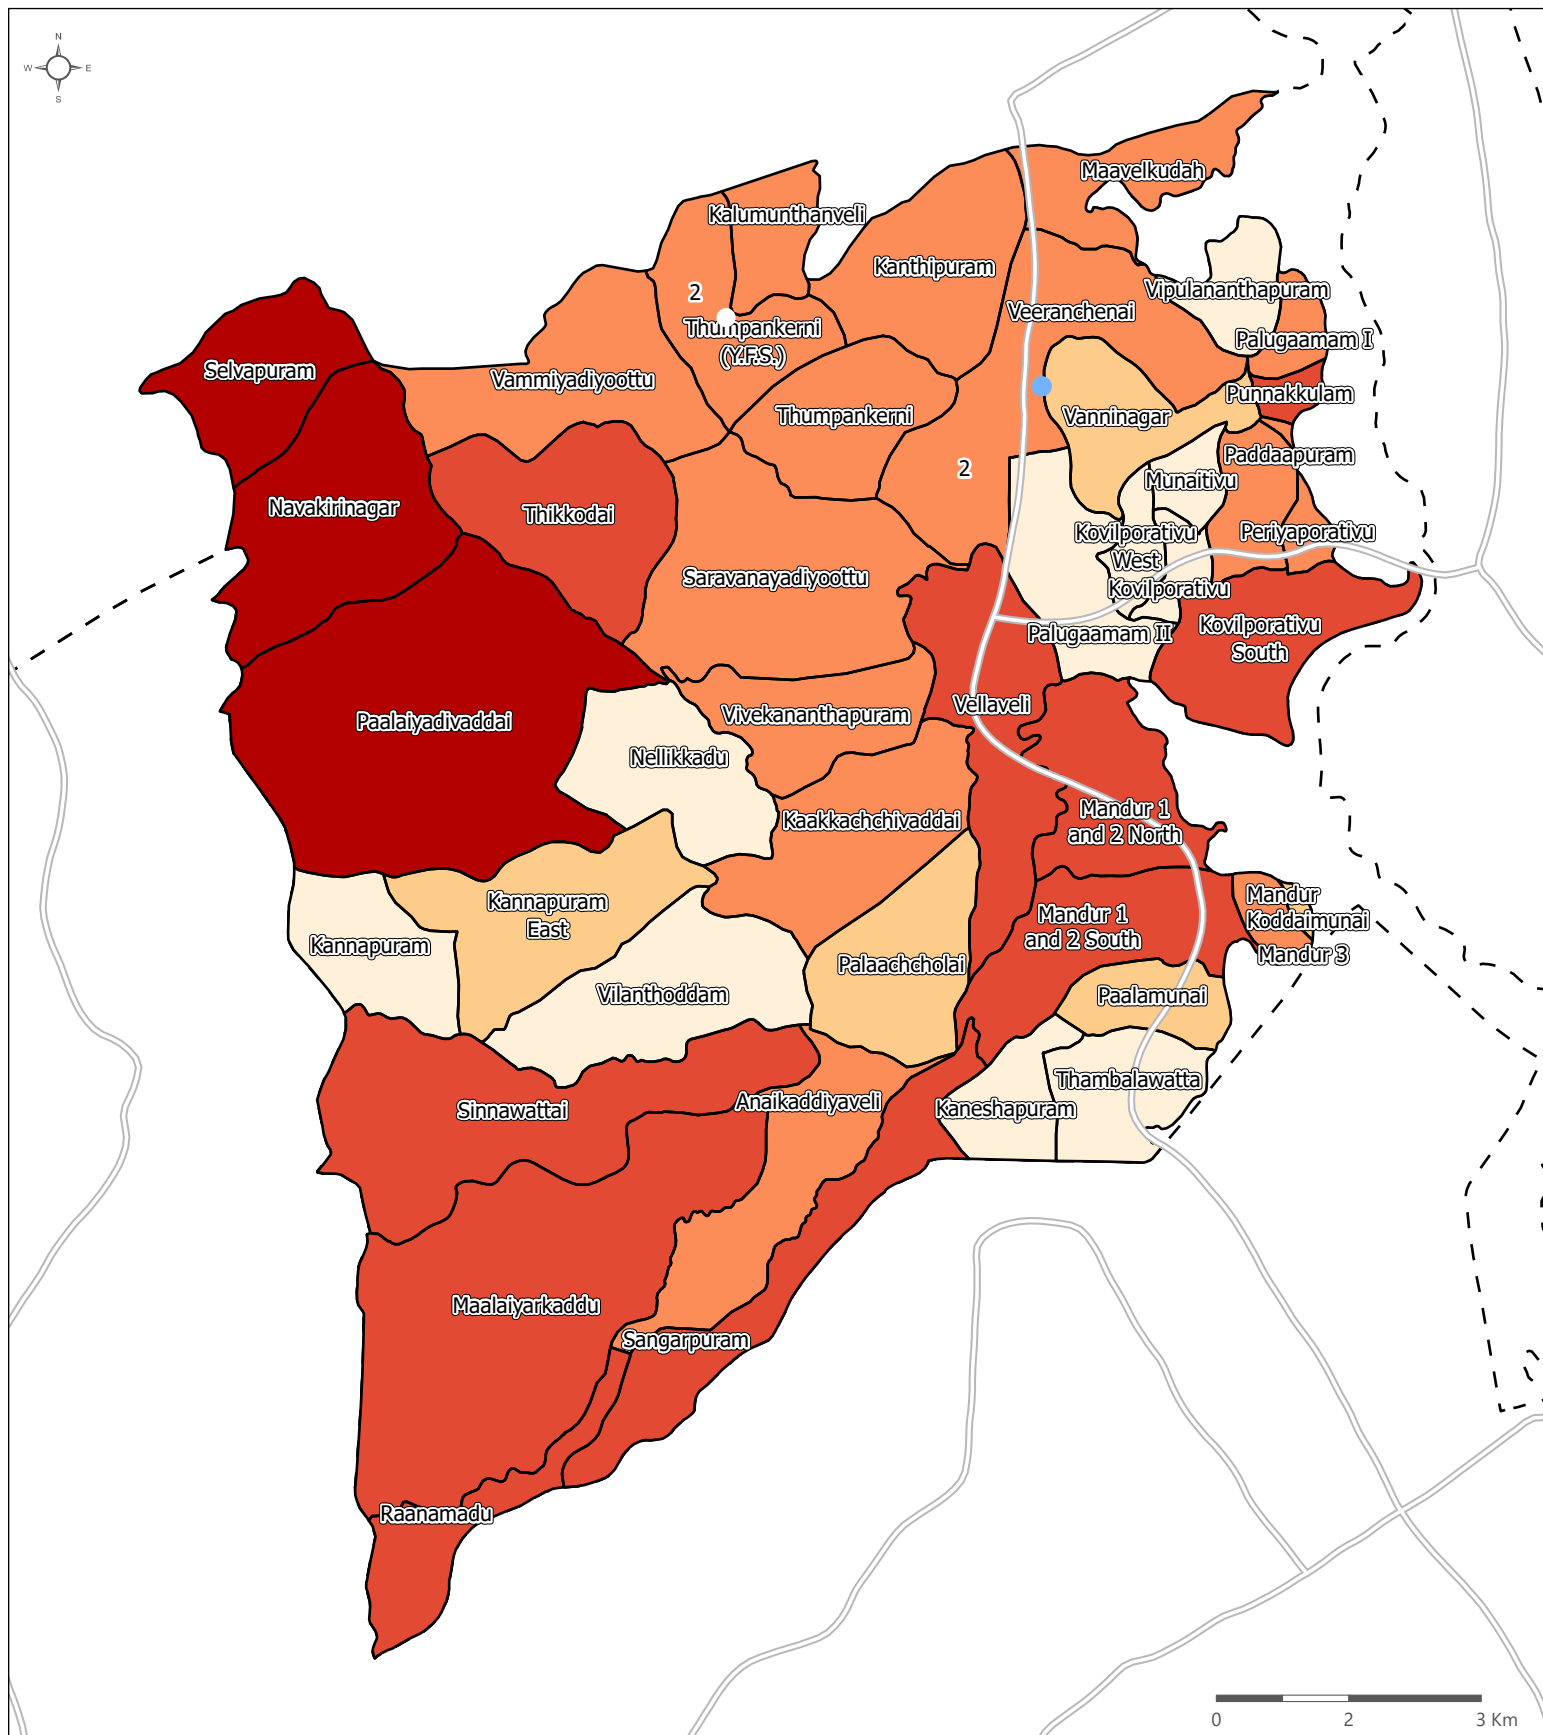 N
W
E
S
Maavelkudah
Kalumunthanveli
Kanthipuram
2
Vipulananthapuram
Veeranchenai
Thumpankerni
(Y.F.S.)
Palugaamam I
Selvapuram
Vammiyadiyoottu
Punnakkulam
Thumpankerni
Vanninagar
Paddaapuram
2
Munaitivu
Navakirinagar
Thikkodai
Kovilporativu
West
Periyaporativu
Saravanayadiyoottu
Kovilporativu
Kovilporativu
South
Palugaamam II
Vellaveli
Paalaiyadivaddai
Vivekananthapuram
Nellikkadu
Mandur 1
and 2 North
Kaakkachchivaddai
Mandur
Koddaimunai
Kannapuram
East
Mandur 1
and 2 South
Kannapuram
Mandur 3
Palaachcholai
Vilanthoddam
Paalamunai
Thambalawatta
Anaikaddiyaveli
Kaneshapuram
Sinnawattai
Maalaiyarkaddu
Sangarpuram
Raanamadu
0 2 3 Km